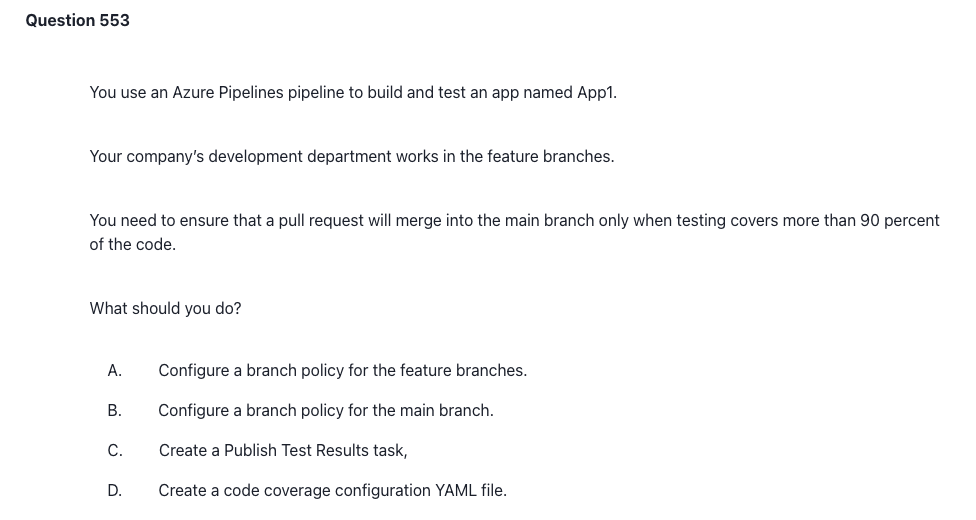 Question 553
You use an Azure Pipelines pipeline to build and test an app named App1.
Your company’s development department works in the feature branches.
You need to ensure that a pull request will merge into the main branch only when testing covers more than 90 percent
of the code.
What should you do?
A. Configure a branch policy for the feature branches.
B. Configure a branch policy for the main branch.
C. Create a Publish Test Results task,
D. Create a code coverage configuration YAML file.